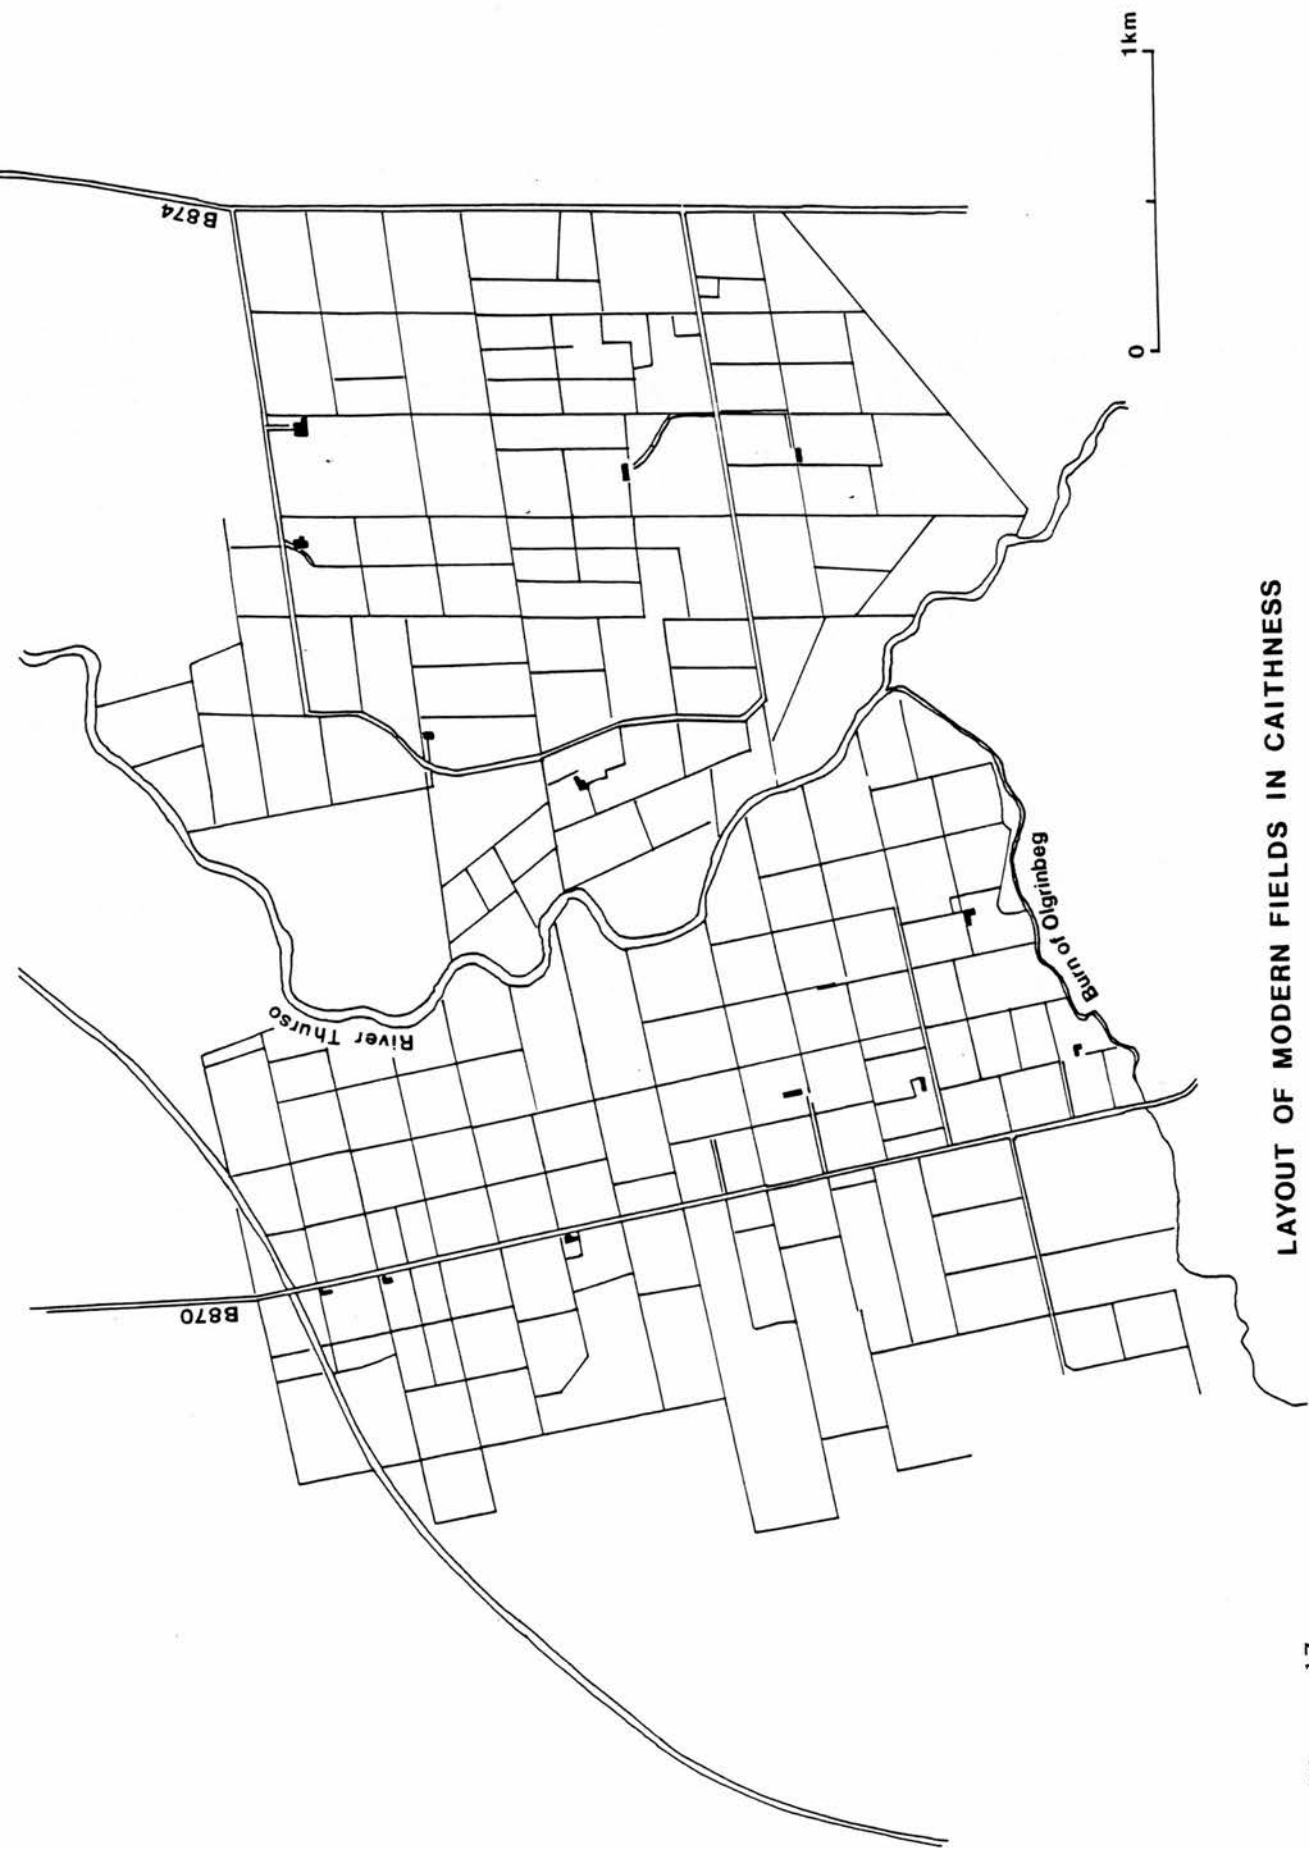 B874
River Thurso
B870
Burn of Olgrinbeg
0
1km
LAYOUT OF MODERN FIELDS IN CAITHNESS